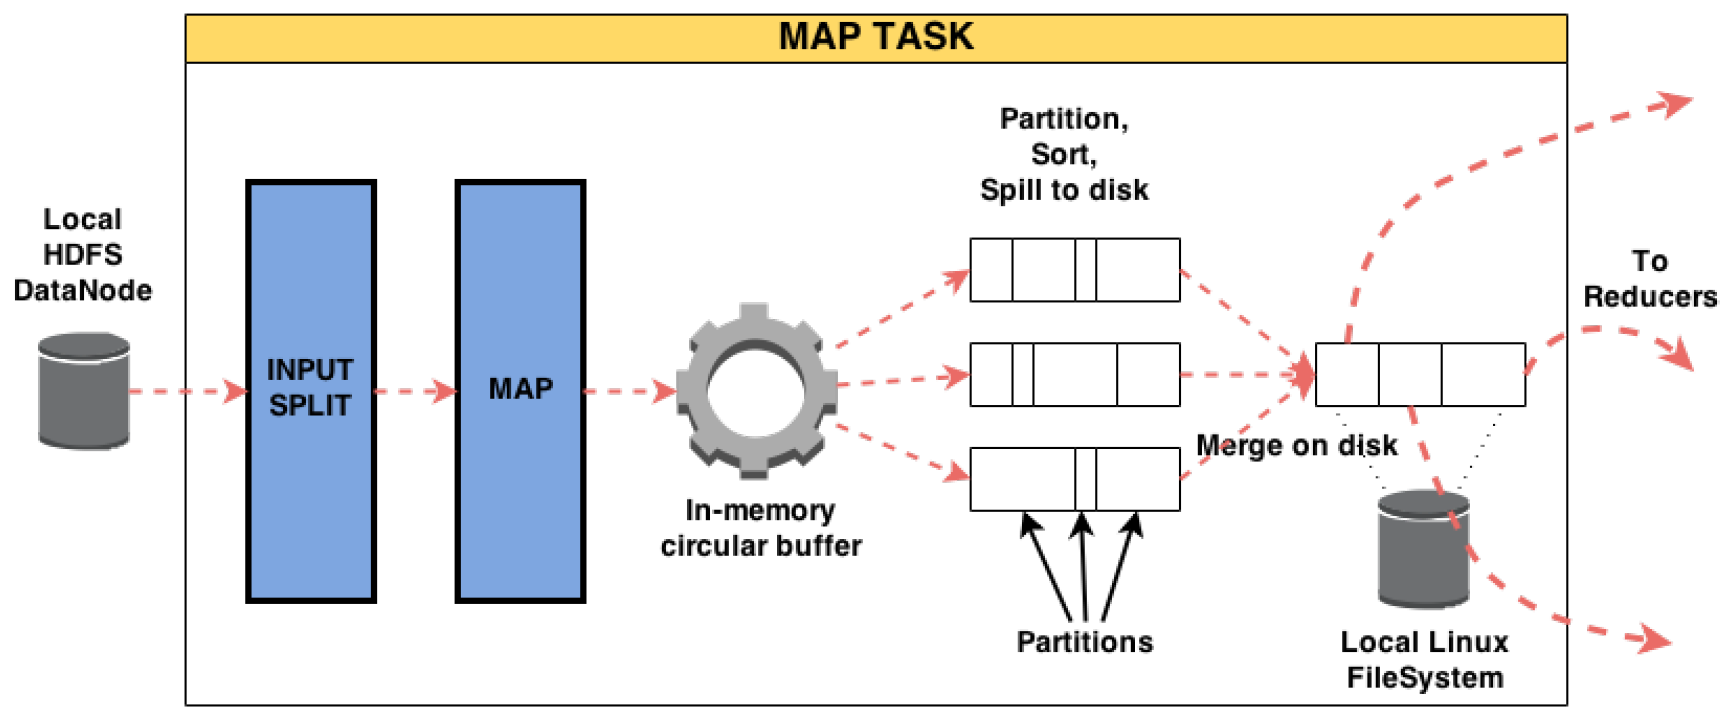 MAP TASK
Local
HDFS
DataNode
INPUT
SPLIT
MAP
In-memory
circular buffer
Partition,
Sort,
Spill to disk
Partitions
Merge on disk
Local Linux
FileSystem
To
Reducers